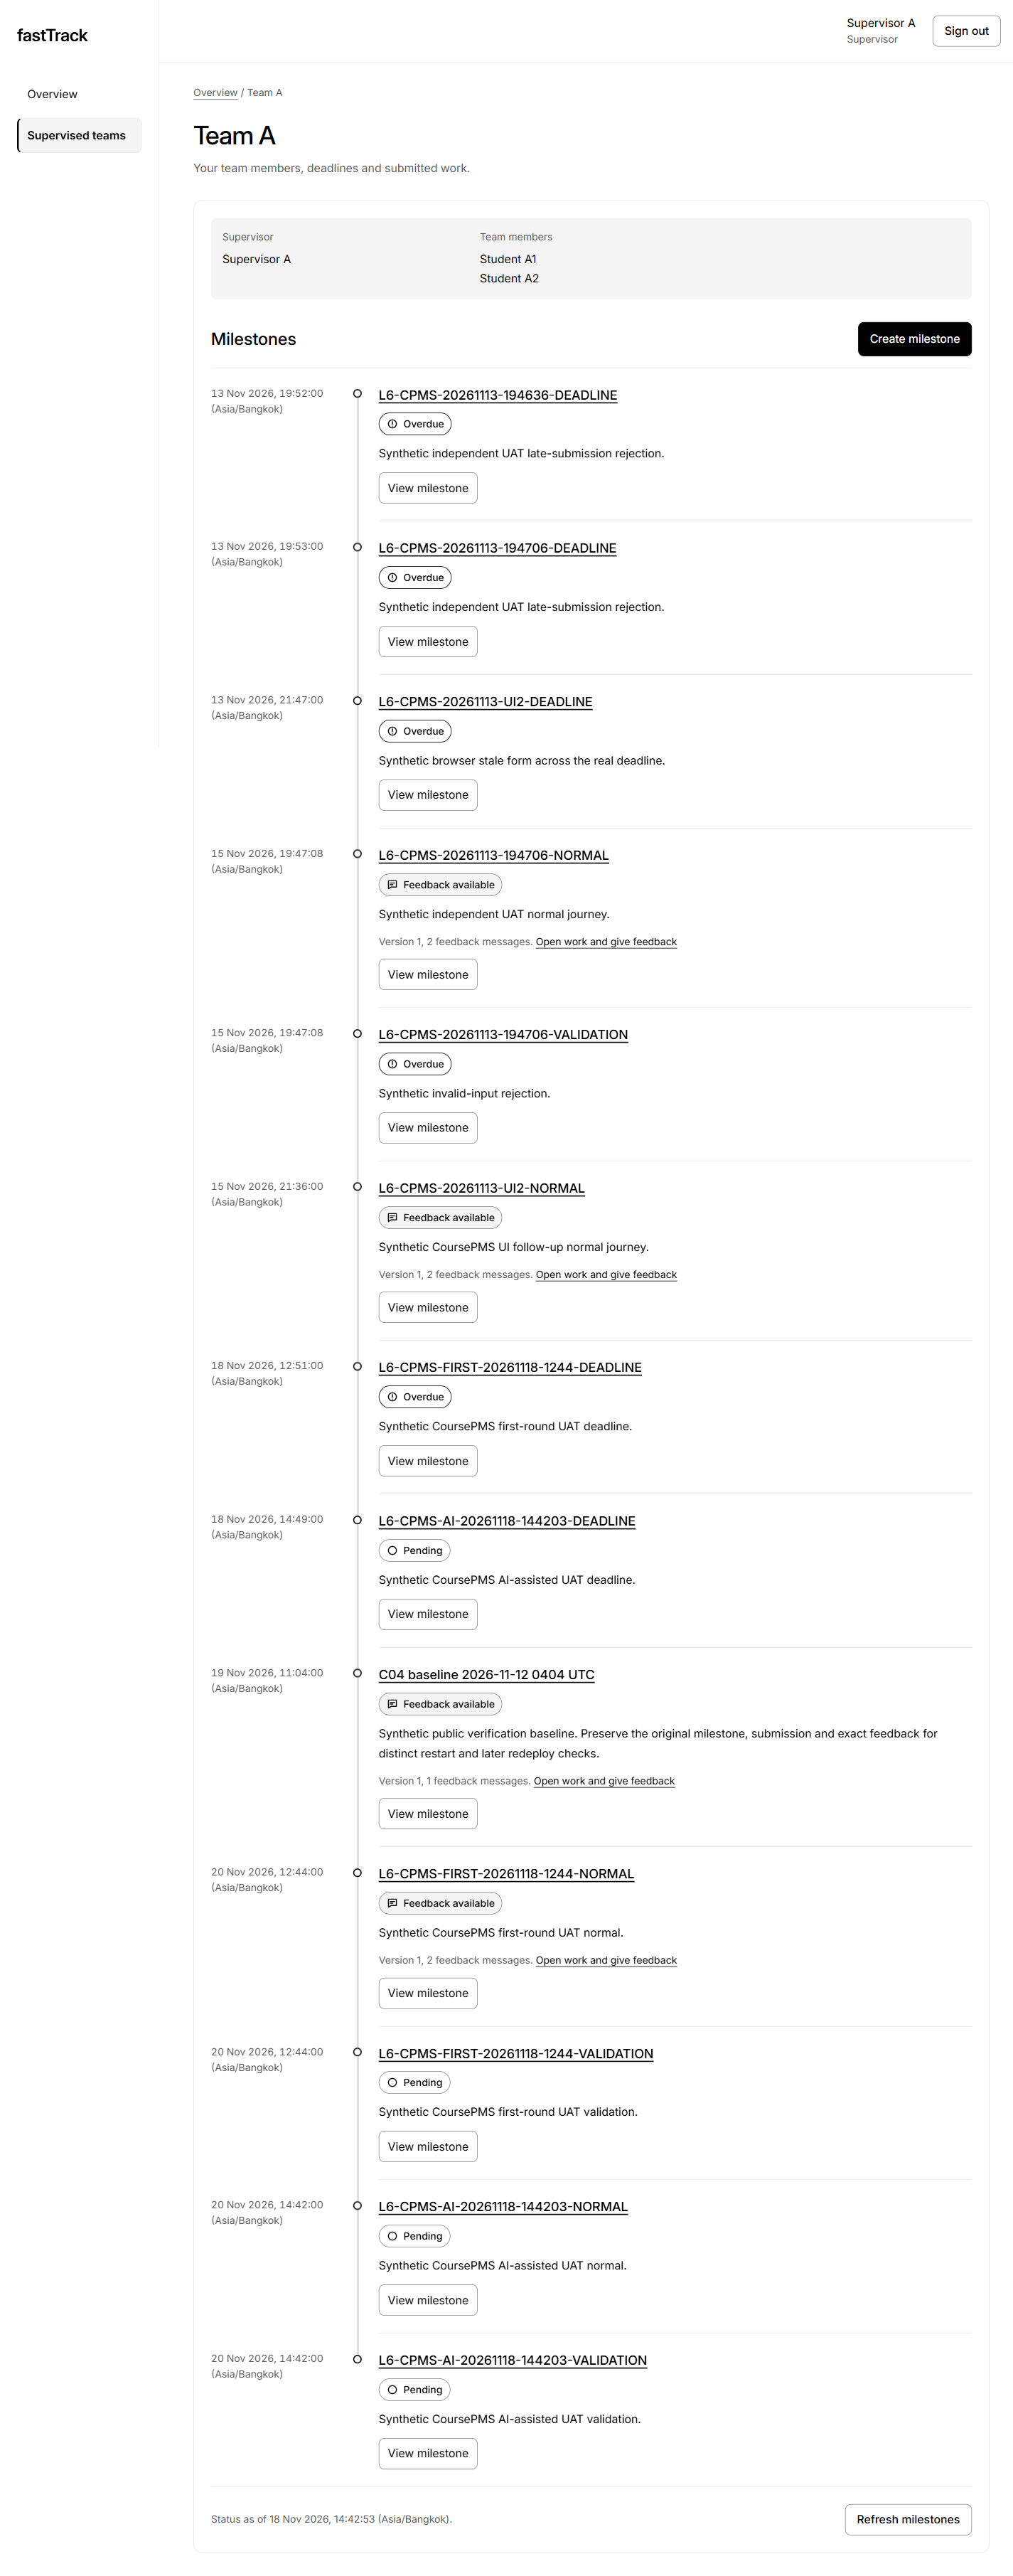 fastTrack
Supervisor A
Supervisor
Sign out
Overview
Supervised teams
Overview / Team A
Team A
Your team members, deadlines and submitted work.
Supervisor
Supervisor A
Team members
Student A1
Student A2
Milestones
Create milestone
13 Nov 2026, 19:52:00
(Asia/Bangkok)
L6-CPMS-20261113-194636-DEADLINE
Overdue
Synthetic independent UAT late-submission rejection.
View milestone
13 Nov 2026, 19:53:00
(Asia/Bangkok)
L6-CPMS-20261113-194706-DEADLINE
Overdue
Synthetic independent UAT late-submission rejection.
View milestone
13 Nov 2026, 21:47:00
(Asia/Bangkok)
L6-CPMS-20261113-UI2-DEADLINE
Overdue
Synthetic browser stale form across the real deadline.
View milestone
15 Nov 2026, 19:47:08
(Asia/Bangkok)
L6-CPMS-20261113-194706-NORMAL
Feedback available
Synthetic independent UAT normal journey.
Version 1, 2 feedback messages. Open work and give feedback
View milestone
15 Nov 2026, 19:47:08
(Asia/Bangkok)
L6-CPMS-20261113-194706-VALIDATION
Overdue
Synthetic invalid-input rejection.
View milestone
15 Nov 2026, 21:36:00
(Asia/Bangkok)
L6-CPMS-20261113-UI2-NORMAL
Feedback available
Synthetic CoursePMS UI follow-up normal journey.
Version 1, 2 feedback messages. Open work and give feedback
View milestone
18 Nov 2026, 12:51:00
(Asia/Bangkok)
L6-CPMS-FIRST-20261118-1244-DEADLINE
Overdue
Synthetic CoursePMS first-round UAT deadline.
View milestone
18 Nov 2026, 14:49:00
(Asia/Bangkok)
L6-CPMS-AI-20261118-144203-DEADLINE
Pending
Synthetic CoursePMS AI-assisted UAT deadline.
View milestone
19 Nov 2026, 11:04:00
(Asia/Bangkok)
C04 baseline 2026-11-12 0404 UTC
Feedback available
Synthetic public verification baseline. Preserve the original milestone, submission and exact feedback for
distinct restart and later redeploy checks.
Version 1, 1 feedback messages. Open work and give feedback
View milestone
20 Nov 2026, 12:44:00
(Asia/Bangkok)
L6-CPMS-FIRST-20261118-1244-NORMAL
Feedback available
Synthetic CoursePMS first-round UAT normal.
Version 1, 2 feedback messages. Open work and give feedback
View milestone
20 Nov 2026, 12:44:00
(Asia/Bangkok)
L6-CPMS-FIRST-20261118-1244-VALIDATION
Pending
Synthetic CoursePMS first-round UAT validation.
View milestone
20 Nov 2026, 14:42:00
(Asia/Bangkok)
L6-CPMS-AI-20261118-144203-NORMAL
Pending
Synthetic CoursePMS AI-assisted UAT normal.
View milestone
20 Nov 2026, 14:42:00
(Asia/Bangkok)
L6-CPMS-AI-20261118-144203-VALIDATION
Pending
Synthetic CoursePMS AI-assisted UAT validation.
View milestone
Status as of 18 Nov 2026, 14:42:53 (Asia/Bangkok).
Refresh milestones